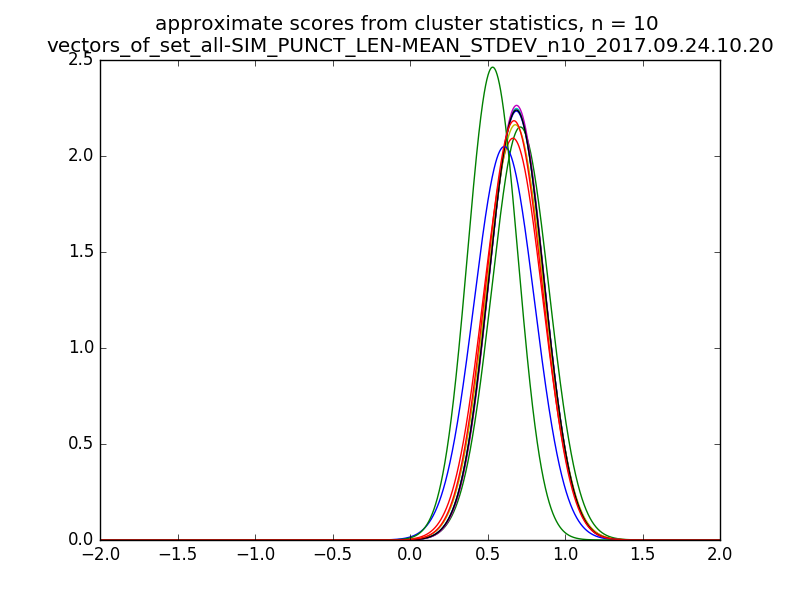 approximate scores from cluster statistics, n = 10
vectors_of_set_all-SIM_PUNCT_LEN-MEAN_STDEV_n10_2017.09.24.10.20
2.5
2.0
1.5
1.0
0.5
0.0
−2.0 −1.5 −1.0 −0.5 0.0 0.5 1.0 1.5 2.0